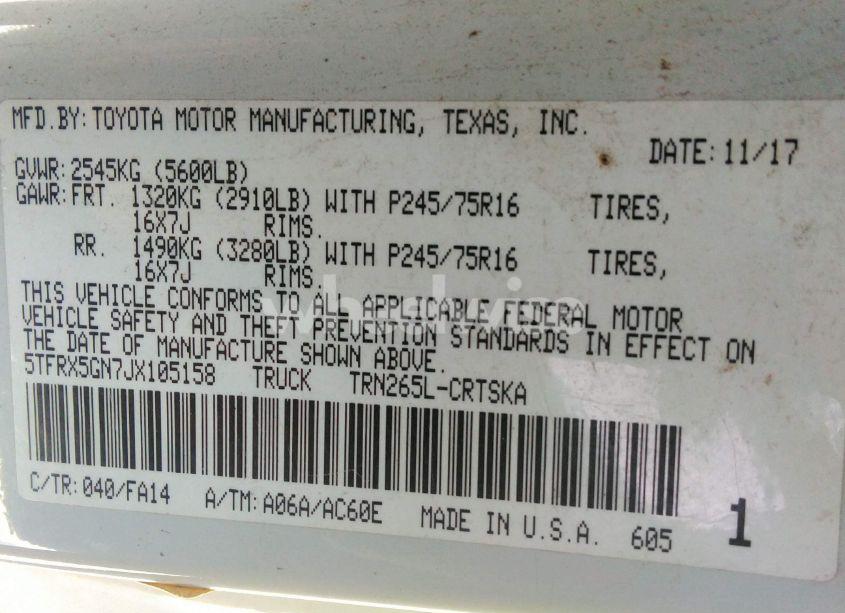 MFD.BY:TOYOTA MOTOR MANUFACTURING, TEXAS, INC.
DATE:11/17
GVWR:2545KG (5600LB)
GAWR:FRT. 1320KG (2910LB) WITH P245/75R16 TIRES,
16X7J RIMS.
RR. 1490KG (3280LB) WITH P245/75R16 TIRES,
16X7J RIMS.
THIS VEHICLE CONFORMS TO ALL APPLICABLE FEDERAL MOTOR
VEHICLE SAFETY AND THEFT PREVENTION STANDARDS IN EFFECT ON
THE DATE OF MANUFACTURE SHOWN ABOVE.
5TFRX5GN7JX105158 TRUCK TRN265L-CRTSKA
C/TR:040/FA14 A/TM:A06A/AC60E MADE IN U.S.A. 605 1